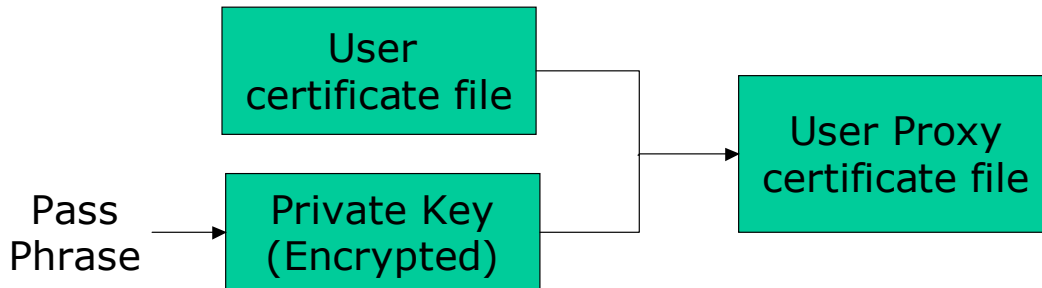 User
certificate file
User Proxy
certificate file
Pass
Phrase
Private Key
(Encrypted)